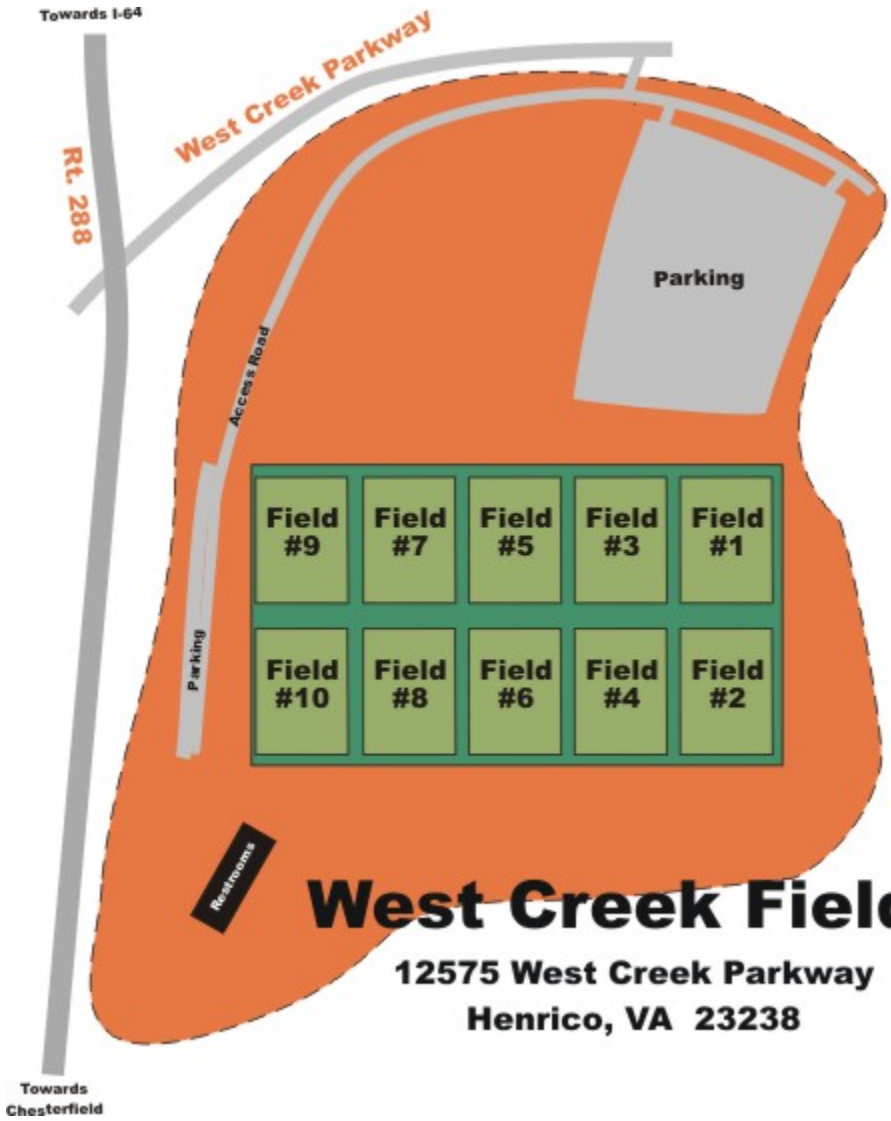 Towards I-64
West Creek Parkway
Rt. 288
Parking
Access Road
Field
#9
Field
#7
Field
#5
Field
#3
Field
#1
Parking
Field
#10
Field
#8
Field
#6
Field
#4
Field
#2
Restrooms
West Creek Field
12575 West Creek Parkway
Henrico, VA 23238
Towards
Chesterfield